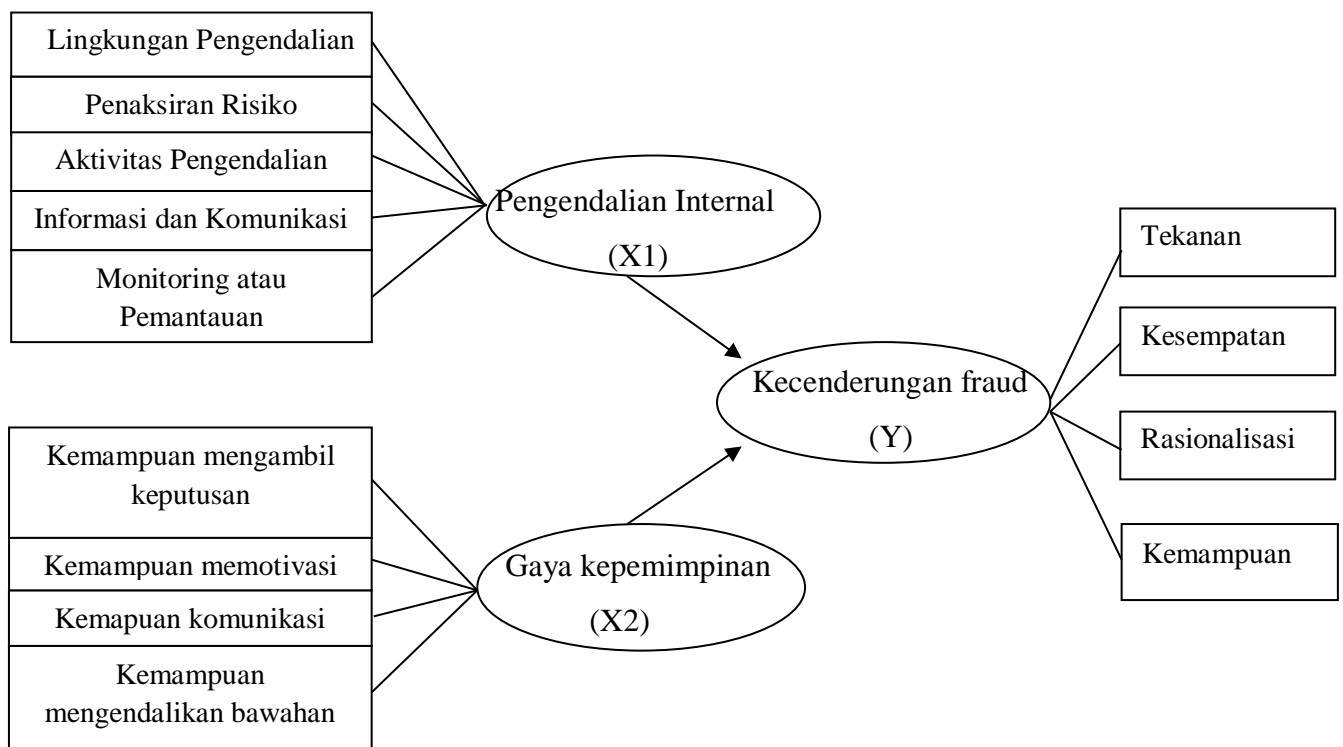 Lingkungan Pengendalian
Penaksiran Risiko
Aktivitas Pengendalian
Informasi dan Komunikasi
Monitoring atau
Pemantauan
Pengendalian Internal
(X1)
Kemampuan mengambil
keputusan
Kemampuan memotivasi
Kemapuan komunikasi
Kemampuan
mengendalikan bawahan
Gaya kepemimpinan
(X2)
Kecenderungan fraud
(Y)
Tekanan
Kesempatan
Rasionalisasi
Kemampuan